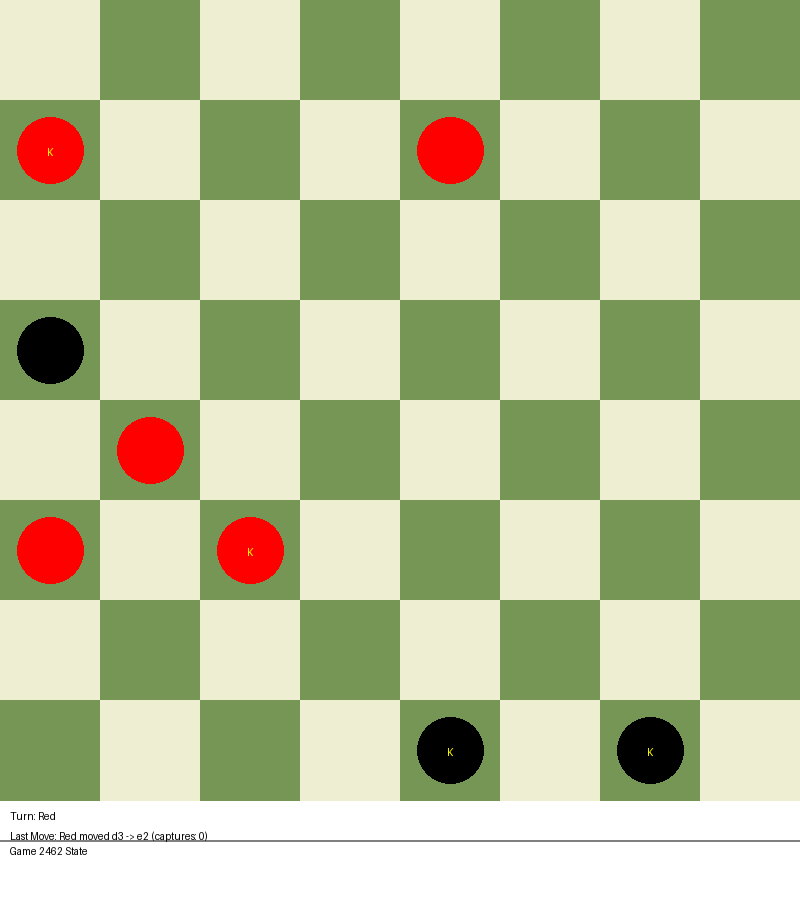 K
K
K K
Turn: Red
Last Move: Red moved d3 -> e2 (captures: 0)
Game 2462 State